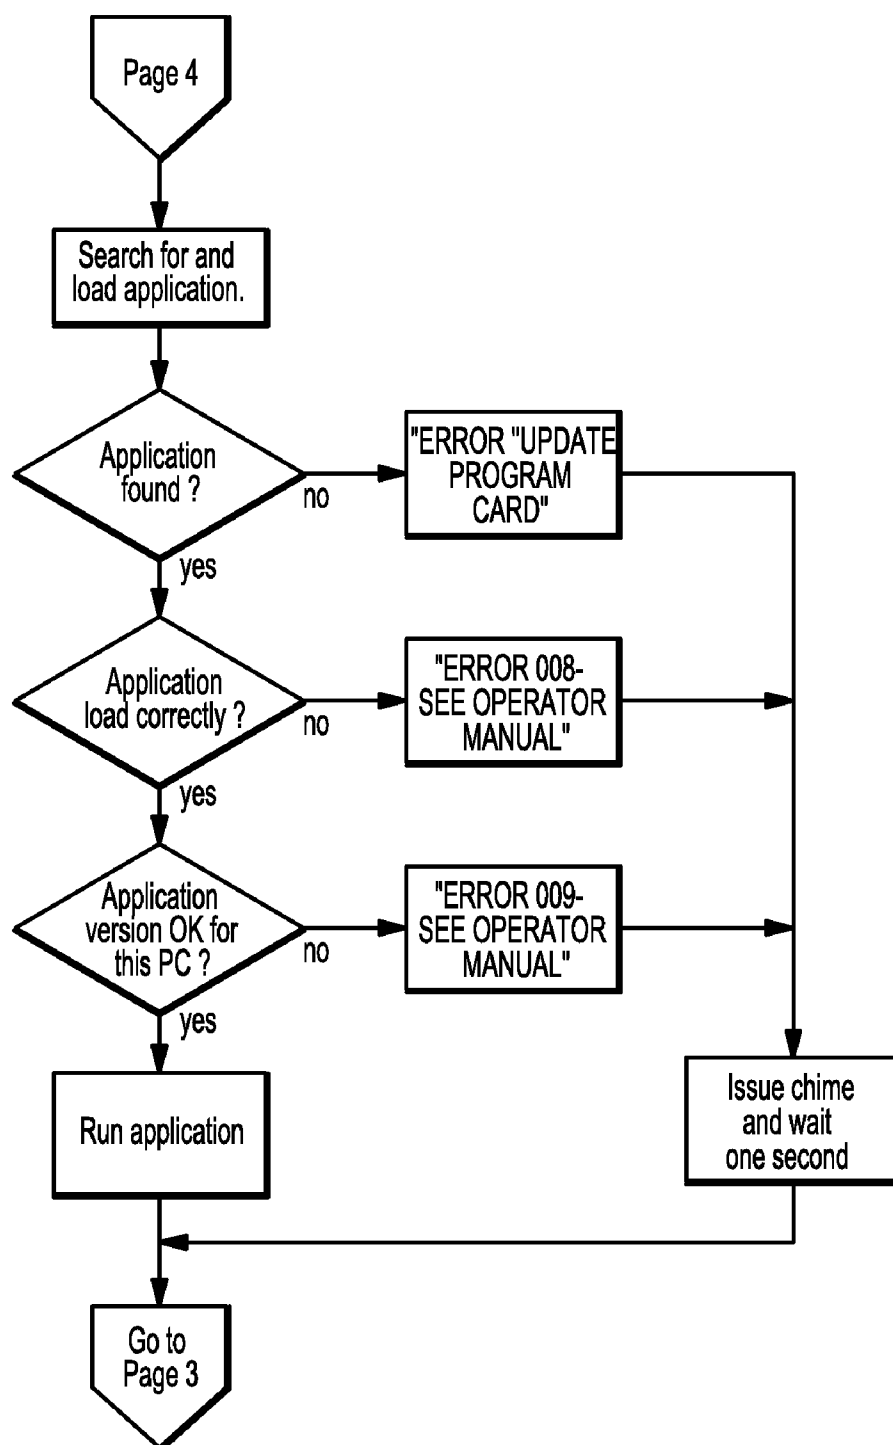 Page 4
Search for and
load application.
Application
found ?
no
"ERROR "UPDATE
PROGRAM
CARD"
yes
Application
load correctly ?
no
"ERROR 008-
SEE OPERATOR
MANUAL"
yes
Application
version OK for
this PC ?
no
"ERROR 009-
SEE OPERATOR
MANUAL"
yes
Run application
Issue chime
and wait
one second
Go to
Page 3